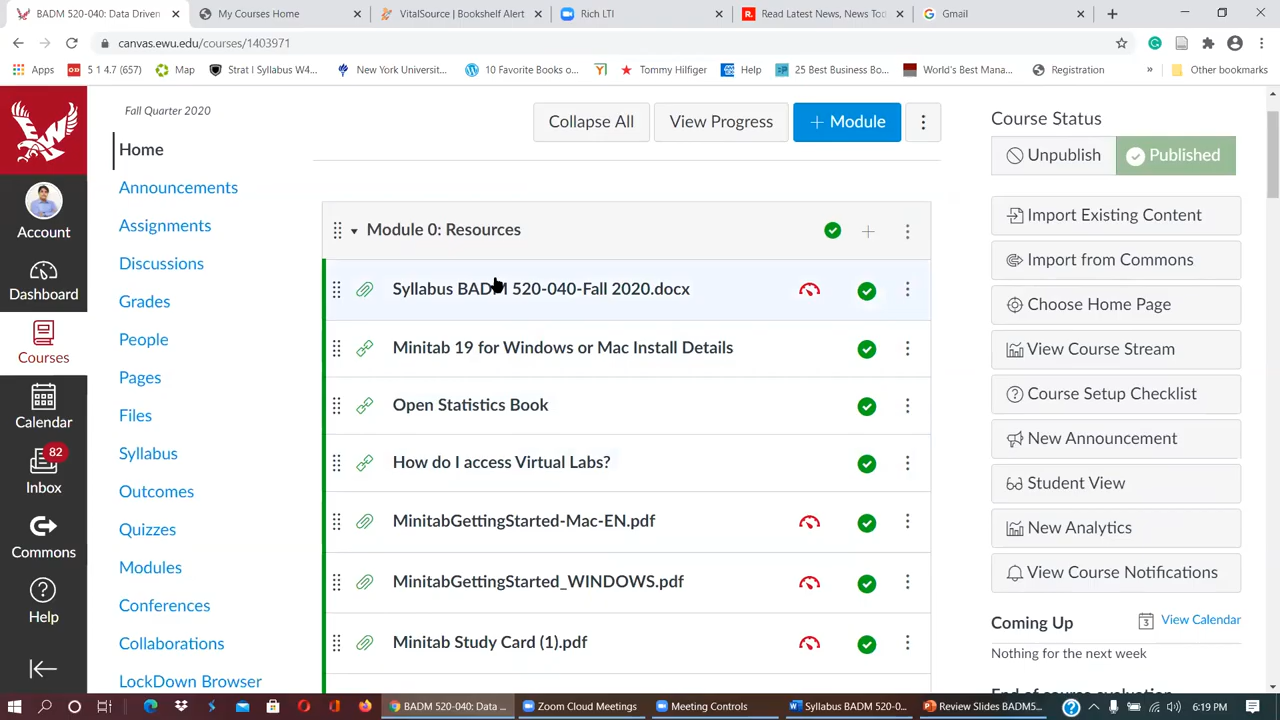 BADM 520-040: Data Driven
My Courses Home
VitalSource | Bookshelf Alert
Rich LTI
Read Latest News, News Tod
Gmail
canvas.ewu.edu/courses/1403971
Apps
5 1 4.7 (657)
Map
Strat I Syllabus W4...
New York Universit...
10 Favorite Books o...
Tommy Hilfiger
Help
25 Best Business Bo...
World's Best Mana...
Registration
»
Other bookmarks
Fall Quarter 2020
Collapse All
View Progress
+ Module
Course Status
Unpublish
Published
Account
Dashboard
Courses
Calendar
82
Inbox
Commons
Help
Home
Announcements
Assignments
Discussions
Grades
People
Pages
Files
Syllabus
Outcomes
Quizzes
Modules
Conferences
Collaborations
LockDown Browser
Module 0: Resources
Syllabus BADM 520-040-Fall 2020.docx
Minitab 19 for Windows or Mac Install Details
Open Statistics Book
How do I access Virtual Labs?
MinitabGettingStarted-Mac-EN.pdf
MinitabGettingStarted_WINDOWS.pdf
Minitab Study Card (1).pdf
Import Existing Content
Import from Commons
Choose Home Page
View Course Stream
Course Setup Checklist
New Announcement
Student View
New Analytics
View Course Notifications
Coming Up
3
View Calendar
Nothing for the next week
BADM 520-040: Data ...
Zoom Cloud Meetings
Meeting Controls
Syllabus BADM 520-0...
Review Slides BADM5...
6:19 PM